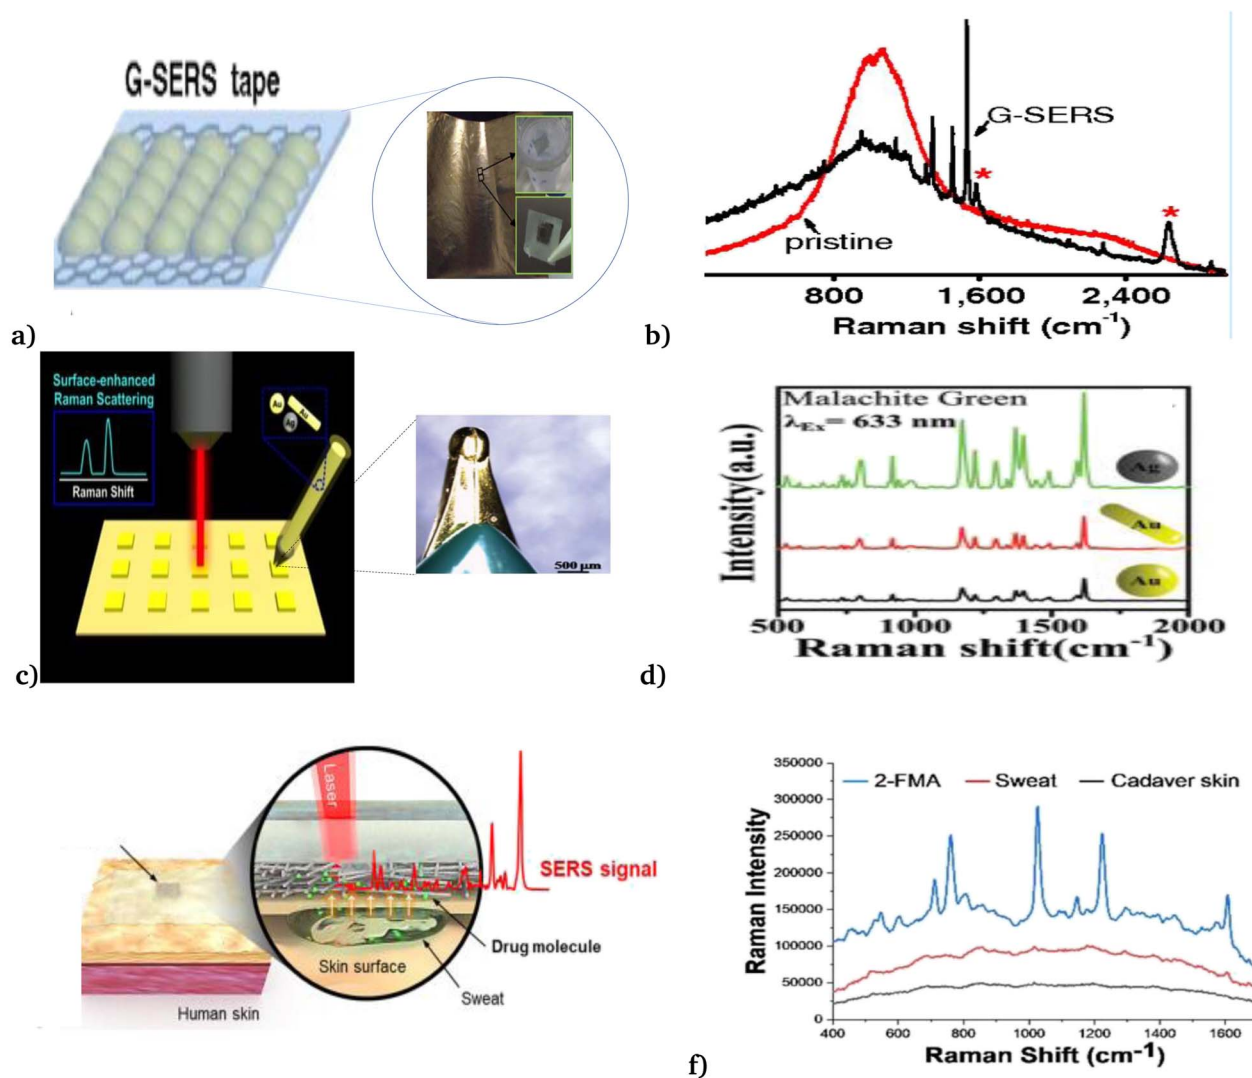 G-SERS tape
a)
G-SERS
*
*
pristine
800
1,600
2,400
Raman shift (cm⁻¹)
b)
Surface-enhanced
Raman Scattering
Raman Shift
Au
Au
Ag
500 μm
c)
Malachite Green
λEx= 633 nm
Ag
Au
Au
Intensity(a.u.)
500
1000
1500
2000
Raman shift(cm⁻¹)
d)
Laser
SERS signal
Drug molecule
Skin surface
Sweat
Human skin
350000
300000
250000
200000
150000
100000
50000
0
Raman Intensity
2-FMA
Sweat
Cadaver skin
400
600
800
1000
1200
1400
1600
Raman Shift (cm⁻¹)
f)